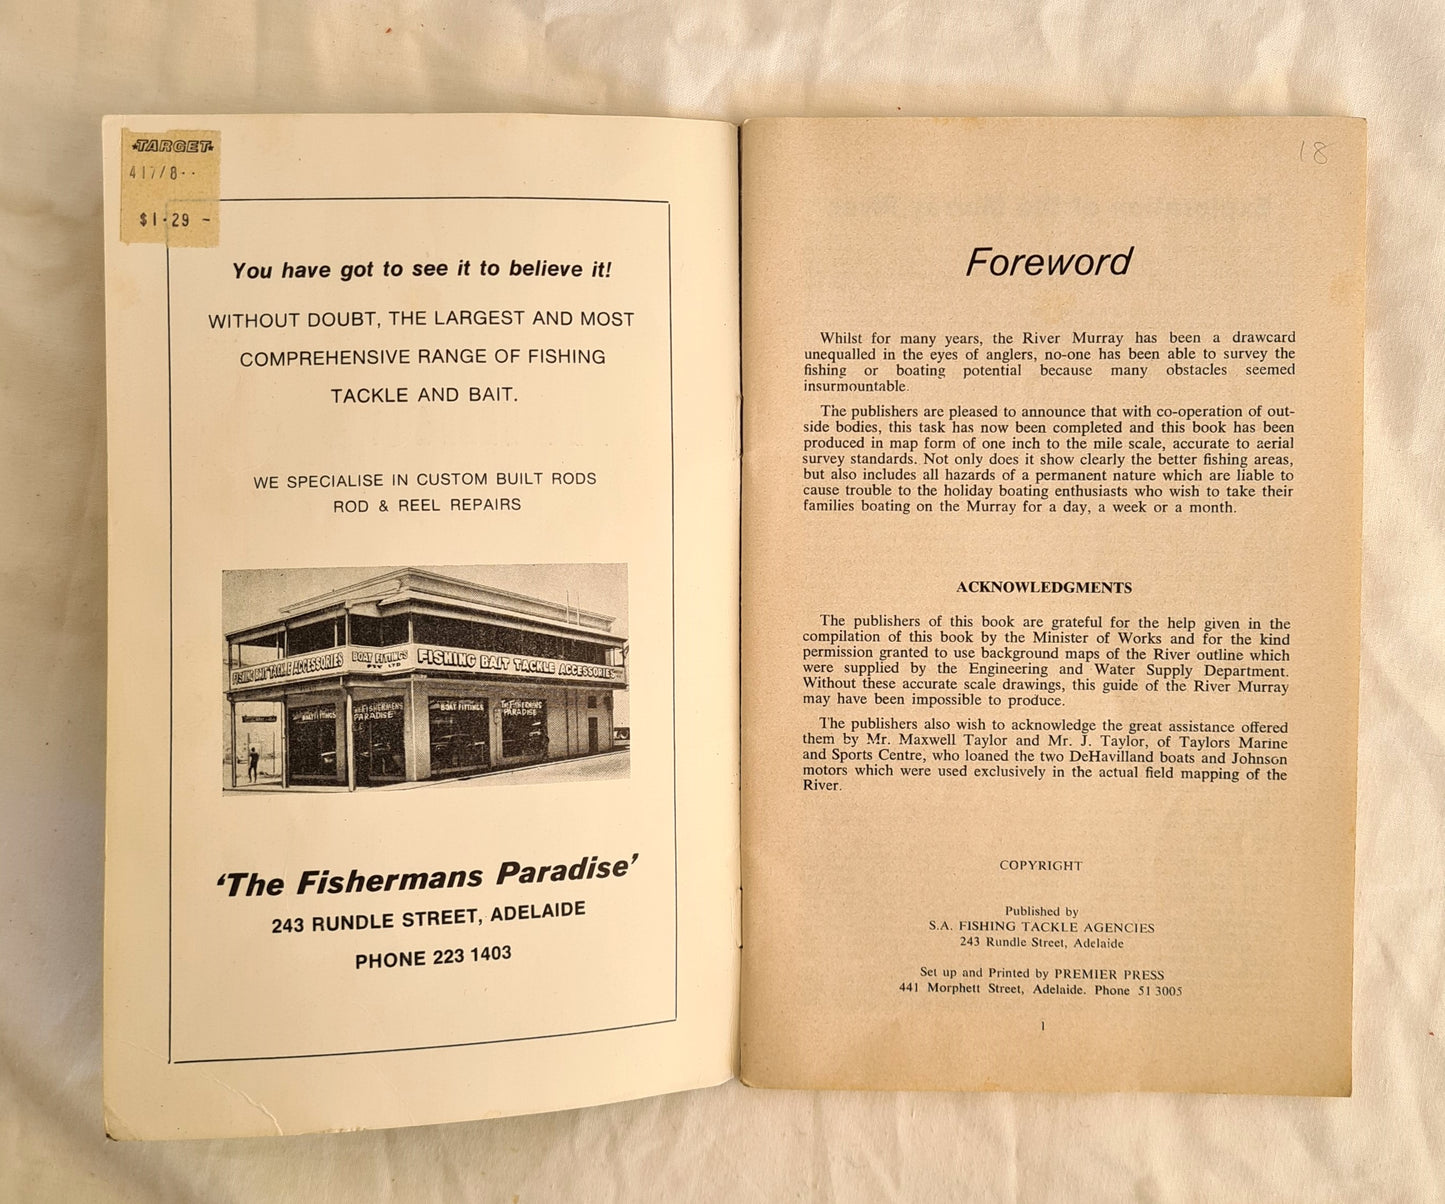 ★TARGET★
417/8··
$1·29 -
You have got to see it to believe it!
WITHOUT DOUBT, THE LARGEST AND MOST
COMPREHENSIVE RANGE OF FISHING
TACKLE AND BAIT.
WE SPECIALISE IN CUSTOM BUILT RODS
ROD & REEL REPAIRS
FISHING BAIT TACKLE ACCESSORIES
BOAT FITTINGS
PTY LTD
FISHING BAIT TACKLE ACCESSORIES
BOAT FITTINGS
THE FISHERMENS
PARADISE
BOAT FITTINGS
THE FISHERMENS
PARADISE
'The Fishermans Paradise'
243 RUNDLE STREET, ADELAIDE
PHONE 223 1403
18
Foreword
Whilst for many years, the River Murray has been a drawcard
unequalled in the eyes of anglers, no-one has been able to survey the
fishing or boating potential because many obstacles seemed
insurmountable.
The publishers are pleased to announce that with co-operation of out-
side bodies, this task has now been completed and this book has been
produced in map form of one inch to the mile scale, accurate to aerial
survey standards. Not only does it show clearly the better fishing areas,
but also includes all hazards of a permanent nature which are liable to
cause trouble to the holiday boating enthusiasts who wish to take their
families boating on the Murray for a day, a week or a month.
ACKNOWLEDGMENTS
The publishers of this book are grateful for the help given in the
compilation of this book by the Minister of Works and for the kind
permission granted to use background maps of the River outline which
were supplied by the Engineering and Water Supply Department.
Without these accurate scale drawings, this guide of the River Murray
may have been impossible to produce.
The publishers also wish to acknowledge the great assistance offered
them by Mr. Maxwell Taylor and Mr. J. Taylor, of Taylors Marine
and Sports Centre, who loaned the two DeHavilland boats and Johnson
motors which were used exclusively in the actual field mapping of the
River.
COPYRIGHT
Published by
S.A. FISHING TACKLE AGENCIES
243 Rundle Street, Adelaide
Set up and Printed by PREMIER PRESS
441 Morphett Street, Adelaide. Phone 51 3005
1